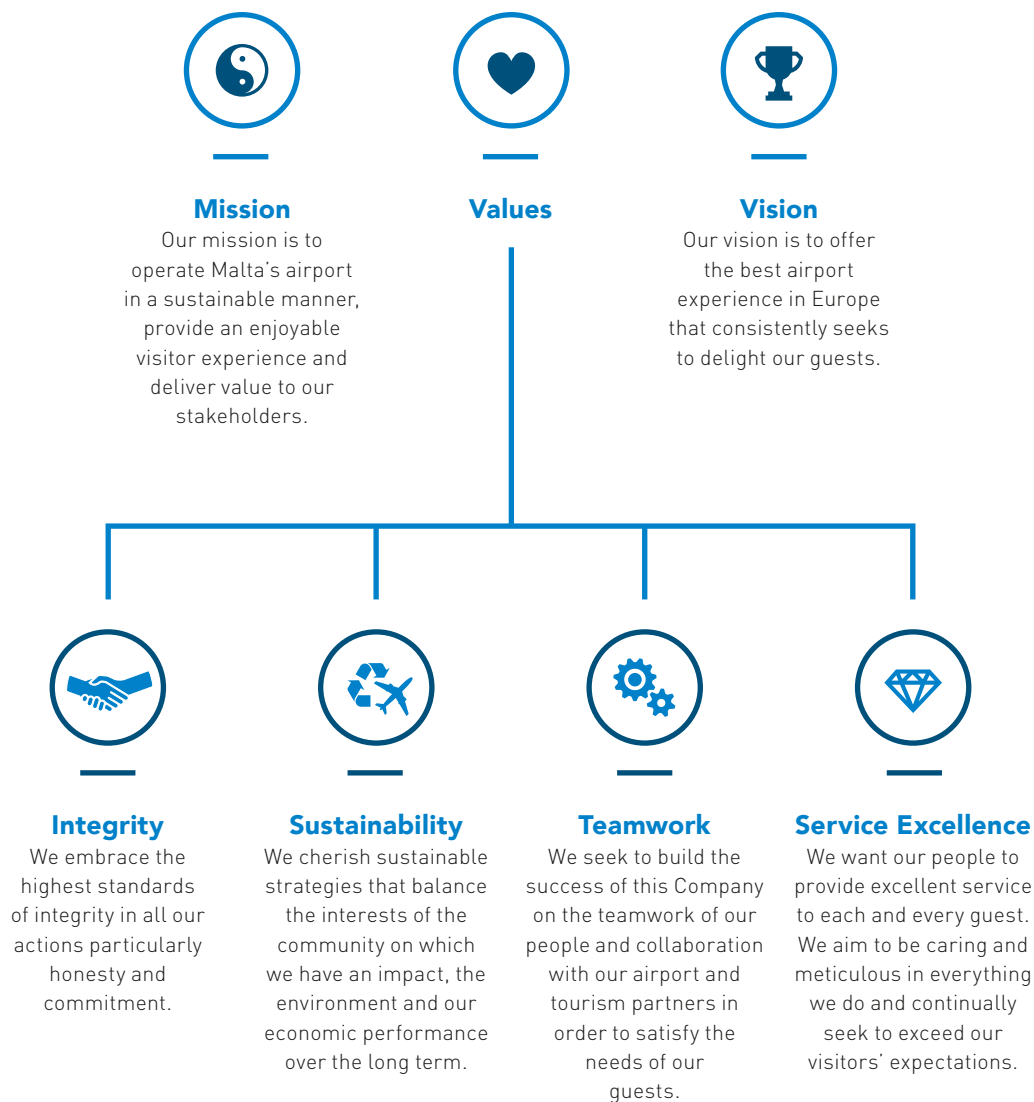 Mission
Our mission is to
operate Malta's airport
in a sustainable manner,
provide an enjoyable
visitor experience and
deliver value to our
stakeholders.
Values
Vision
Our vision is to offer
the best airport
experience in Europe
that consistently seeks
to delight our guests.
Integrity
We embrace the
highest standards
of integrity in all our
actions particularly
honesty and
commitment.
Sustainability
We cherish sustainable
strategies that balance
the interests of the
community on which
we have an impact, the
environment and our
economic performance
over the long term.
Teamwork
We seek to build the
success of this Company
on the teamwork of our
people and collaboration
with our airport and
tourism partners in
order to satisfy the
needs of our
guests.
Service Excellence
We want our people to
provide excellent service
to each and every guest.
We aim to be caring and
meticulous in everything
we do and continually
seek to exceed our
visitors' expectations.